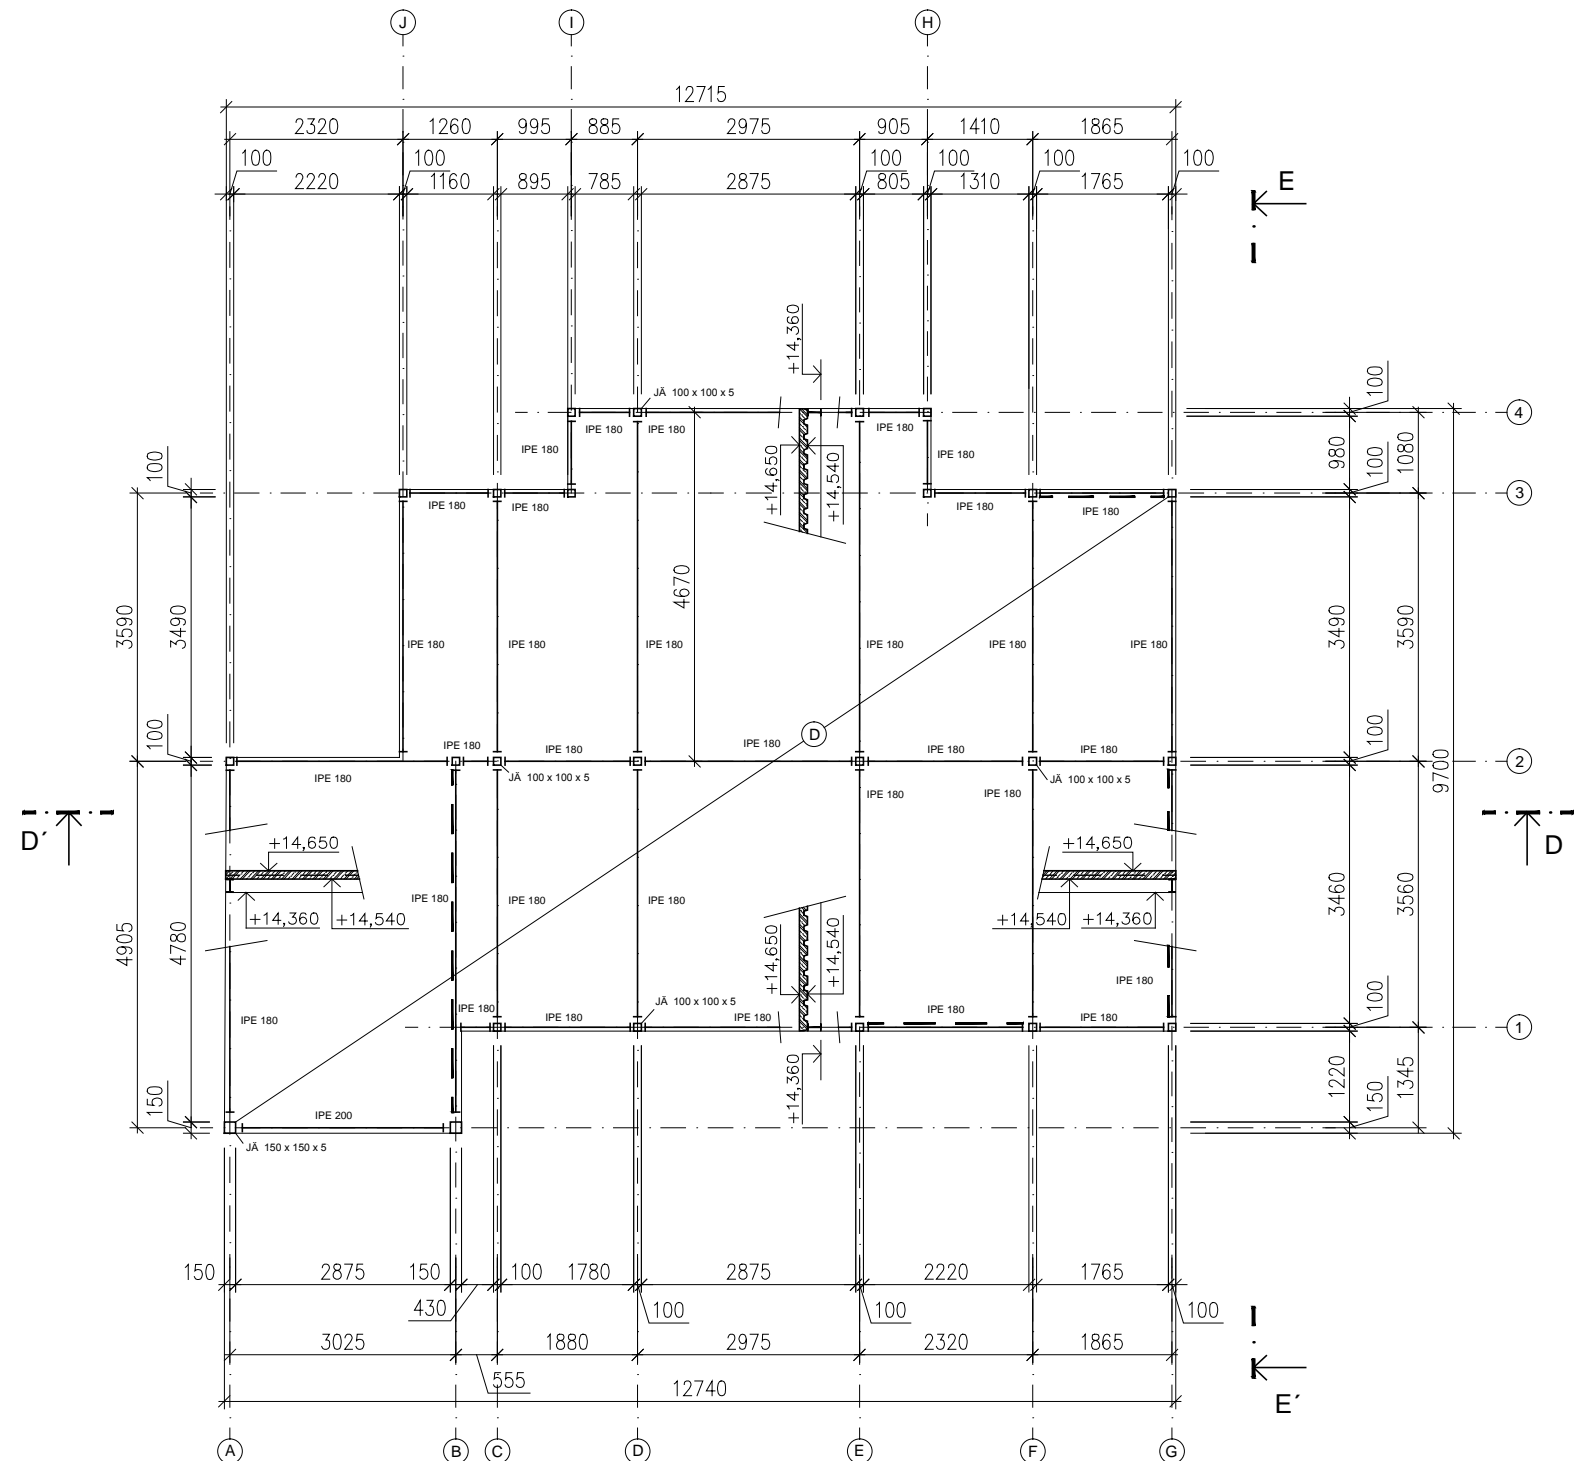 J I H
12715
2320 1260 995 885 2975 905 1410 1865
100 100 100 100 100 100
2220 1160 895 785 2875 805 1310 1765
E
+14,360
JÄ 100 x 100 x 5
100
4
IPE 180 IPE 180 IPE 180 IPE 180
IPE 180 IPE 180
+14,650 +14,540
980 1080
100 100
3
IPE 180 IPE 180 IPE 180 IPE 180
4670
3590 3490 3490 3590
IPE 180 IPE 180 IPE 180 IPE 180 IPE 180 IPE 180
D
100 100
IPE 180 IPE 180 IPE 180 IPE 180 IPE 180
2
IPE 180 JÄ 100 x 100 x 5 JÄ 100 x 100 x 5
IPE 180 IPE 180
9700
D´ D
+14,650 +14,650
IPE 180 IPE 180 IPE 180
+14,360 +14,540 +14,540 +14,360
4905 4780 3460 3560
+14,650 +14,540
IPE 180
JÄ 100 x 100 x 5
IPE 180 IPE 180 IPE 180 IPE 180 IPE 180 IPE 180
100
1
+14,360
1220 1345
150 150
IPE 200
JÄ 150 x 150 x 5
150 2875 150 100 1780 2875 2220 1765
430 100 100 100
3025 1880 2975 2320 1865
555
12740
E´
A B C D E F G